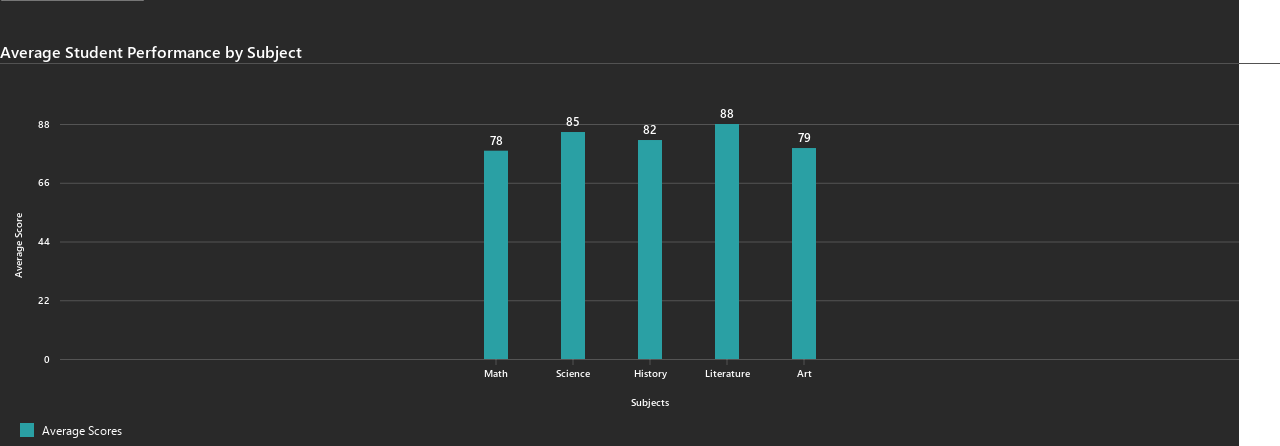 Average Student Performance by Subject
88
66
44
22
0
Average Score
78
85
82
88
79
Math
Science
History
Literature
Art
Subjects
Average Scores